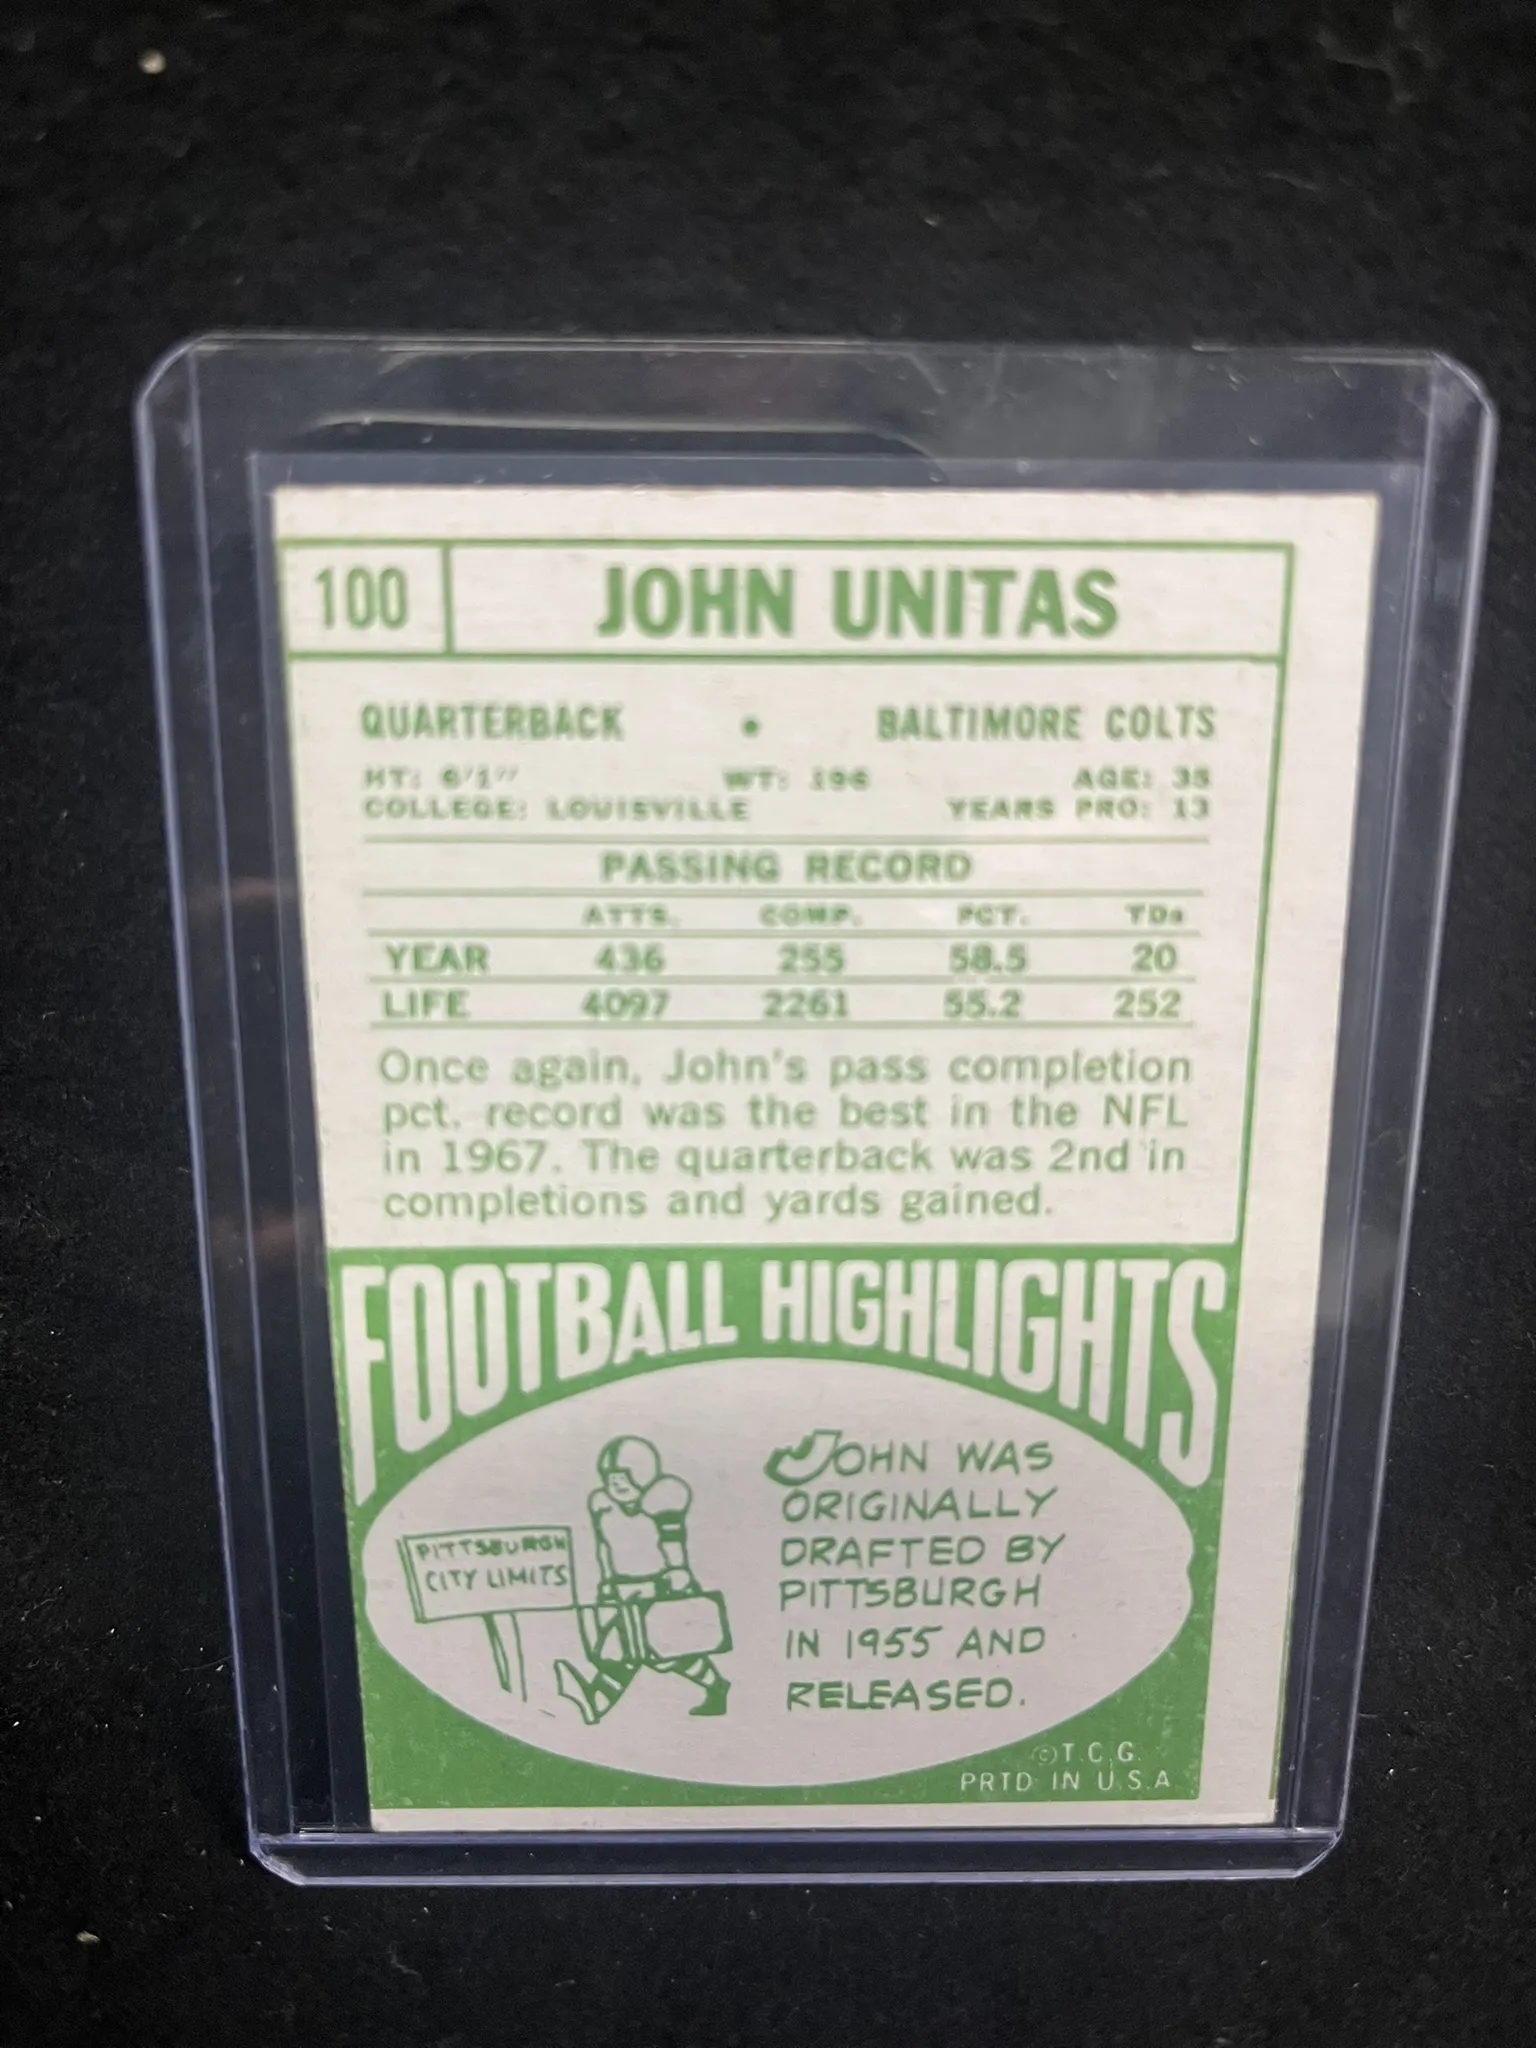 100 JOHN UNITAS
QUARTERBACK • BALTIMORE COLTS
HT: 6'1" WT: 196 AGE: 35
COLLEGE: LOUISVILLE YEARS PRO: 13
PASSING RECORD
ATTS. COMP. PCT. TDs
YEAR 436 255 58.5 20
LIFE 4097 2261 55.2 252
Once again, John's pass completion
pct. record was the best in the NFL
in 1967. The quarterback was 2nd in
completions and yards gained.
FOOTBALL HIGHLIGHTS
PITTSBURGH
CITY LIMITS
JOHN WAS
ORIGINALLY
DRAFTED BY
PITTSBURGH
IN 1955 AND
RELEASED.
©T.C.G.
PRTD IN U.S.A